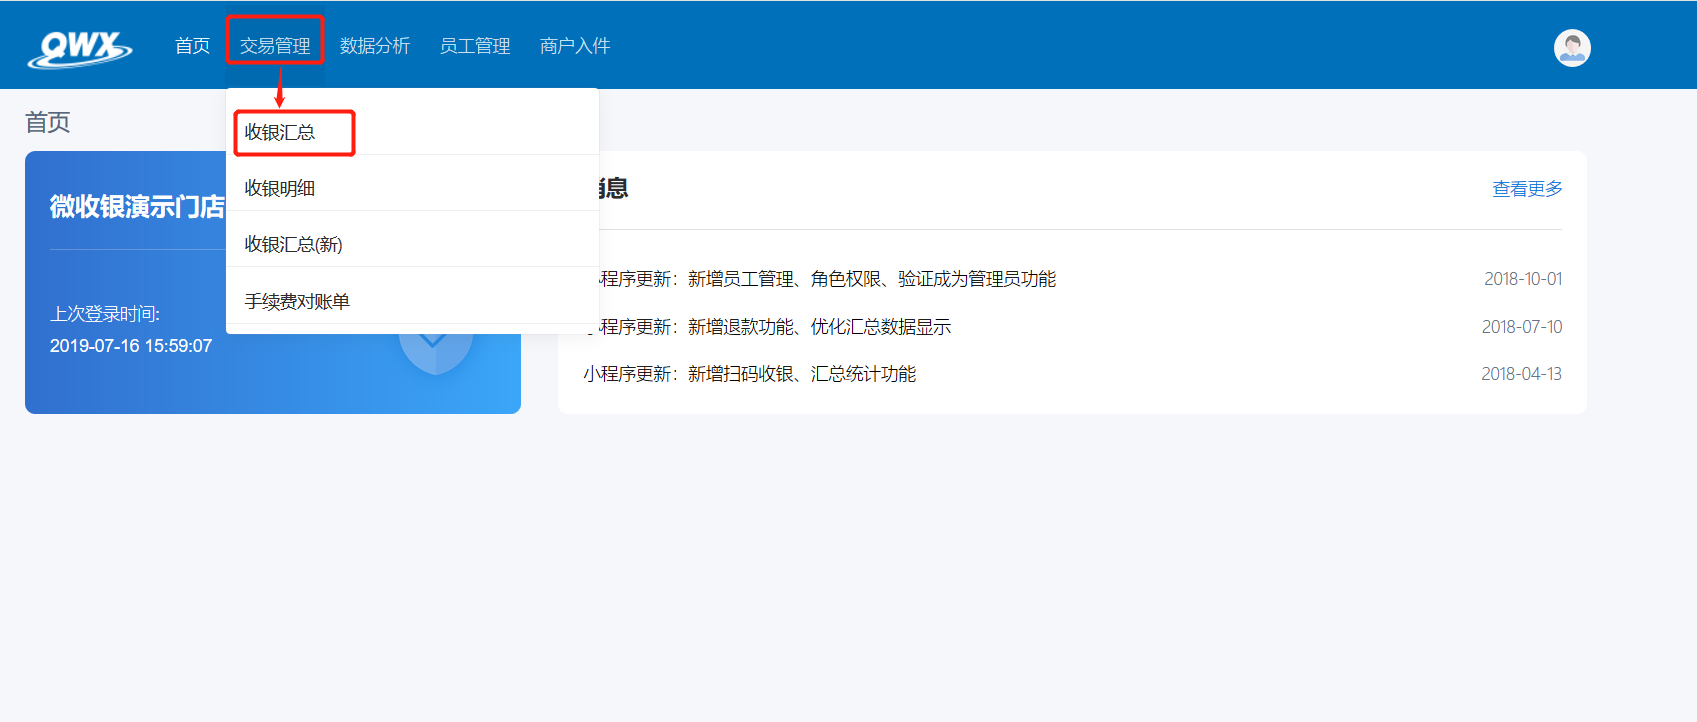 QWX
首页
交易管理
数据分析
员工管理
商户入件
首页
收银汇总
收银明细
收银汇总(新)
手续费对账单
微收银演示门店
上次登录时间:
2019-07-16 15:59:07
息
查看更多
程序更新：新增员工管理、角色权限、验证成为管理员功能
2018-10-01
程序更新：新增退款功能、优化汇总数据显示
2018-07-10
小程序更新：新增扫码收银、汇总统计功能
2018-04-13